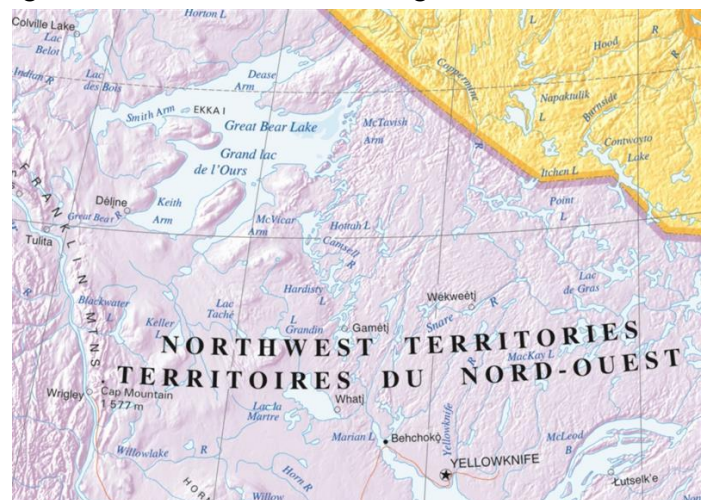 Horton L
Colville Lake
Lac
Belot
Indian R
Lac
des Bois
Dease
Arm
Smith Arm
EKKA I
Great Bear Lake
Grand lac
de l'Ours
McTavish
Arm
Coppermine
R
L
R
Hood
R
Napaktulik
L
Burnside
Contwoyto
Lake
Itchen L
Point
L
FRANKLIN MTNS.
Délįne
Great Bear R
Keith
Arm
McVicar
Arm
Hottah L
Camsell
R
Tulita
R
Blackwater
L
Keller
L
Lac
Taché
Hardisty
L
L
Grandin
Gamètì
Wekweètì
Snare
R
Lac
de Gras
MacKay L
NORTHWEST TERRITORIES
TERRITOIRES DU NORD-OUEST
Wrigley
Cap Mountain
1 577 m
Lac la
Martre
Whatì
Marian L
Behchokǫ̀
Yellowknife
R
McLeod
B
YELLOWKNIFE
Łutselk'e
Willowlake
R
Horn R
HOR
Willow